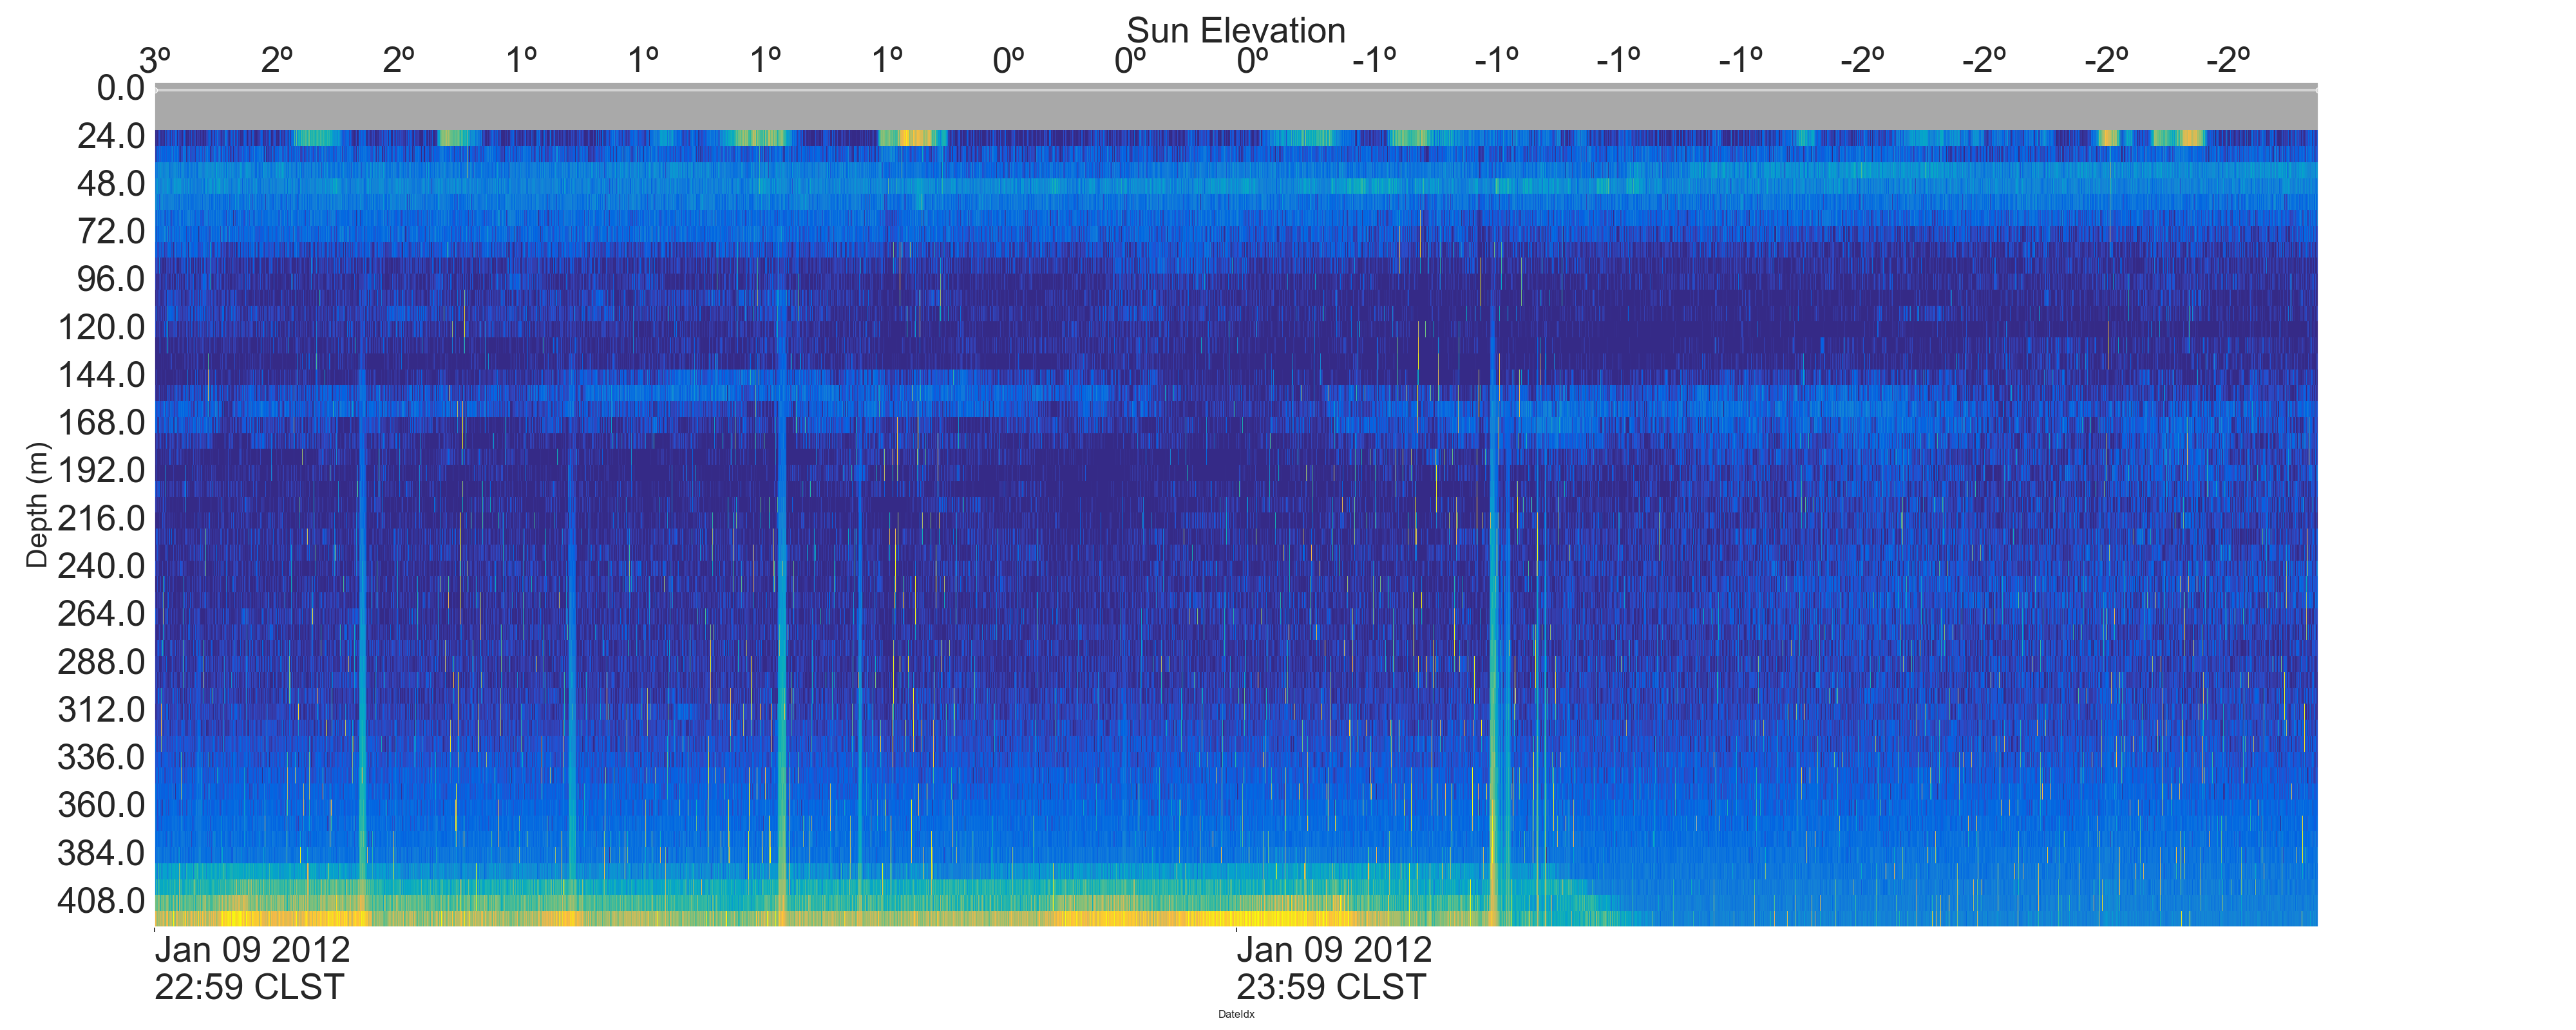 Sun Elevation
3º 2º 2º 1º 1º 1º 1º 0º 0º 0º -1º -1º -1º -1º -2º -2º -2º -2º
0.0
24.0
48.0
72.0
96.0
120.0
144.0
168.0
192.0
216.0
240.0
264.0
288.0
312.0
336.0
360.0
384.0
408.0
Depth (m)
Jan 09 2012
22:59 CLST
Jan 09 2012
23:59 CLST
DateIdx